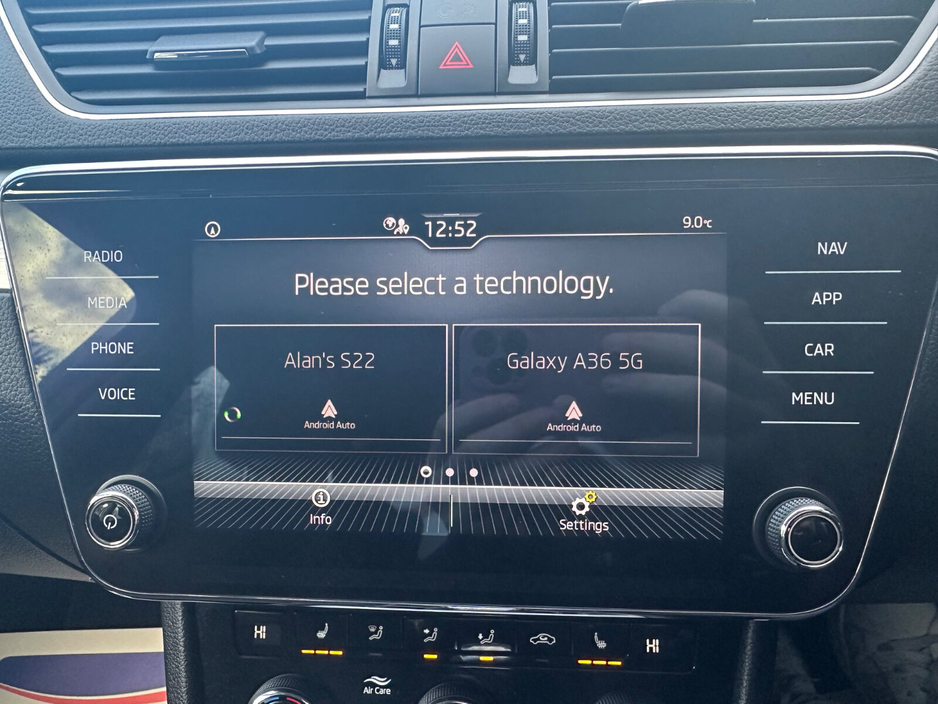 12:52
9.0°C
Please select a technology.
Alan's S22
Android Auto
Galaxy A36 5G
Android Auto
Info
Settings
RADIO
MEDIA
PHONE
VOICE
NAV
APP
CAR
MENU
HI
HI
Air Care